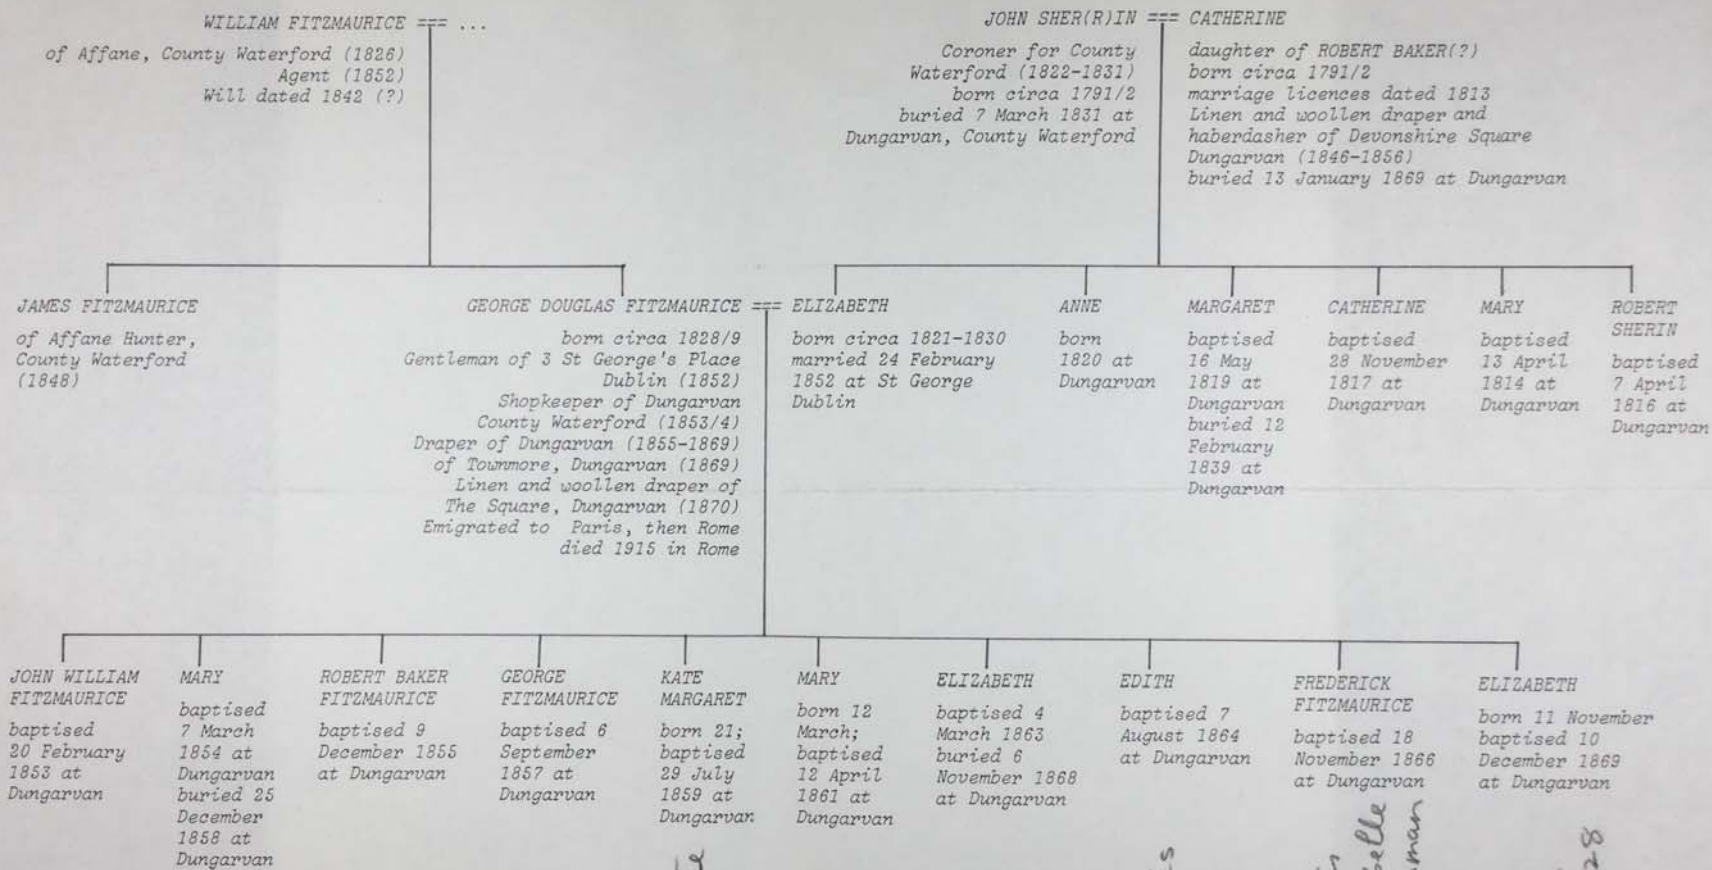 WILLIAM FITZMAURICE === ...
of Affane, County Waterford (1826)
Agent (1852)
Will dated 1842 (?)
JOHN SHER(R)IN === CATHERINE
Coroner for County
Waterford (1822-1831)
born circa 1791/2
buried 7 March 1831 at
Dungarvan, County Waterford
daughter of ROBERT BAKER(?)
born circa 1791/2
marriage licences dated 1813
Linen and woollen draper and
haberdasher of Devonshire Square
Dungarvan (1846-1856)
buried 13 January 1869 at Dungarvan
JAMES FITZMAURICE
of Affane Hunter,
County Waterford
(1848)
GEORGE DOUGLAS FITZMAURICE === ELIZABETH
born circa 1828/9
Gentleman of 3 St George's Place
Dublin (1852)
Shopkeeper of Dungarvan
County Waterford (1853/4)
Draper of Dungarvan (1855-1869)
of Townmore, Dungarvan (1869)
Linen and woollen draper of
The Square, Dungarvan (1870)
Emigrated to Paris, then Rome
died 1915 in Rome
born circa 1821-1830
married 24 February
1852 at St George
Dublin
ANNE
born
1820 at
Dungarvan
MARGARET
baptised
16 May
1819 at
Dungarvan
buried 12
February
1839 at
Dungarvan
CATHERINE
baptised
28 November
1817 at
Dungarvan
MARY
baptised
13 April
1814 at
Dungarvan
ROBERT
SHERIN
baptised
7 April
1816 at
Dungarvan
JOHN WILLIAM
FITZMAURICE
baptised
20 February
1853 at
Dungarvan
MARY
baptised
7 March
1854 at
Dungarvan
buried 25
December
1858 at
Dungarvan
ROBERT BAKER
FITZMAURICE
baptised 9
December 1855
at Dungarvan
GEORGE
FITZMAURICE
baptised 6
September
1857 at
Dungarvan
KATE
MARGARET
born 21;
baptised
29 July
1859 at
Dungarvan
MARY
born 12
March;
baptised
12 April
1861 at
Dungarvan
ELIZABETH
baptised 4
March 1863
buried 6
November 1868
at Dungarvan
EDITH
baptised 7
August 1864
at Dungarvan
FREDERICK
FITZMAURICE
baptised 18
November 1866
at Dungarvan
ELIZABETH
born 11 November
baptised 10
December 1869
at Dungarvan
28